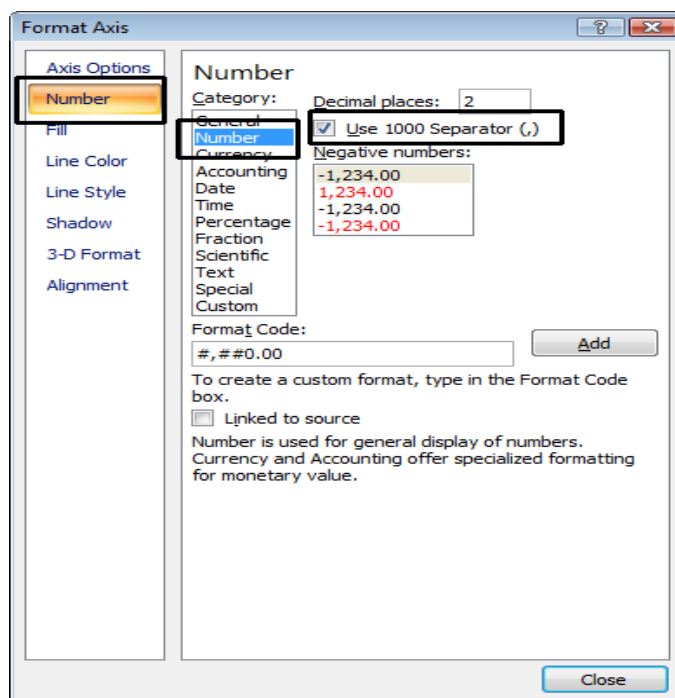 Format Axis
Axis Options
Number
Fill
Line Color
Line Style
Shadow
3-D Format
Alignment
Number
Category:
General
Number
Currency
Accounting
Date
Time
Percentage
Fraction
Scientific
Text
Special
Custom
Decimal places: 2
Use 1000 Separator (,)
Negative numbers:
-1,234.00
1,234.00
-1,234.00
-1,234.00
Format Code:
#,##0.00
Add
To create a custom format, type in the Format Code
box.
Linked to source
Number is used for general display of numbers.
Currency and Accounting offer specialized formatting
for monetary value.
Close